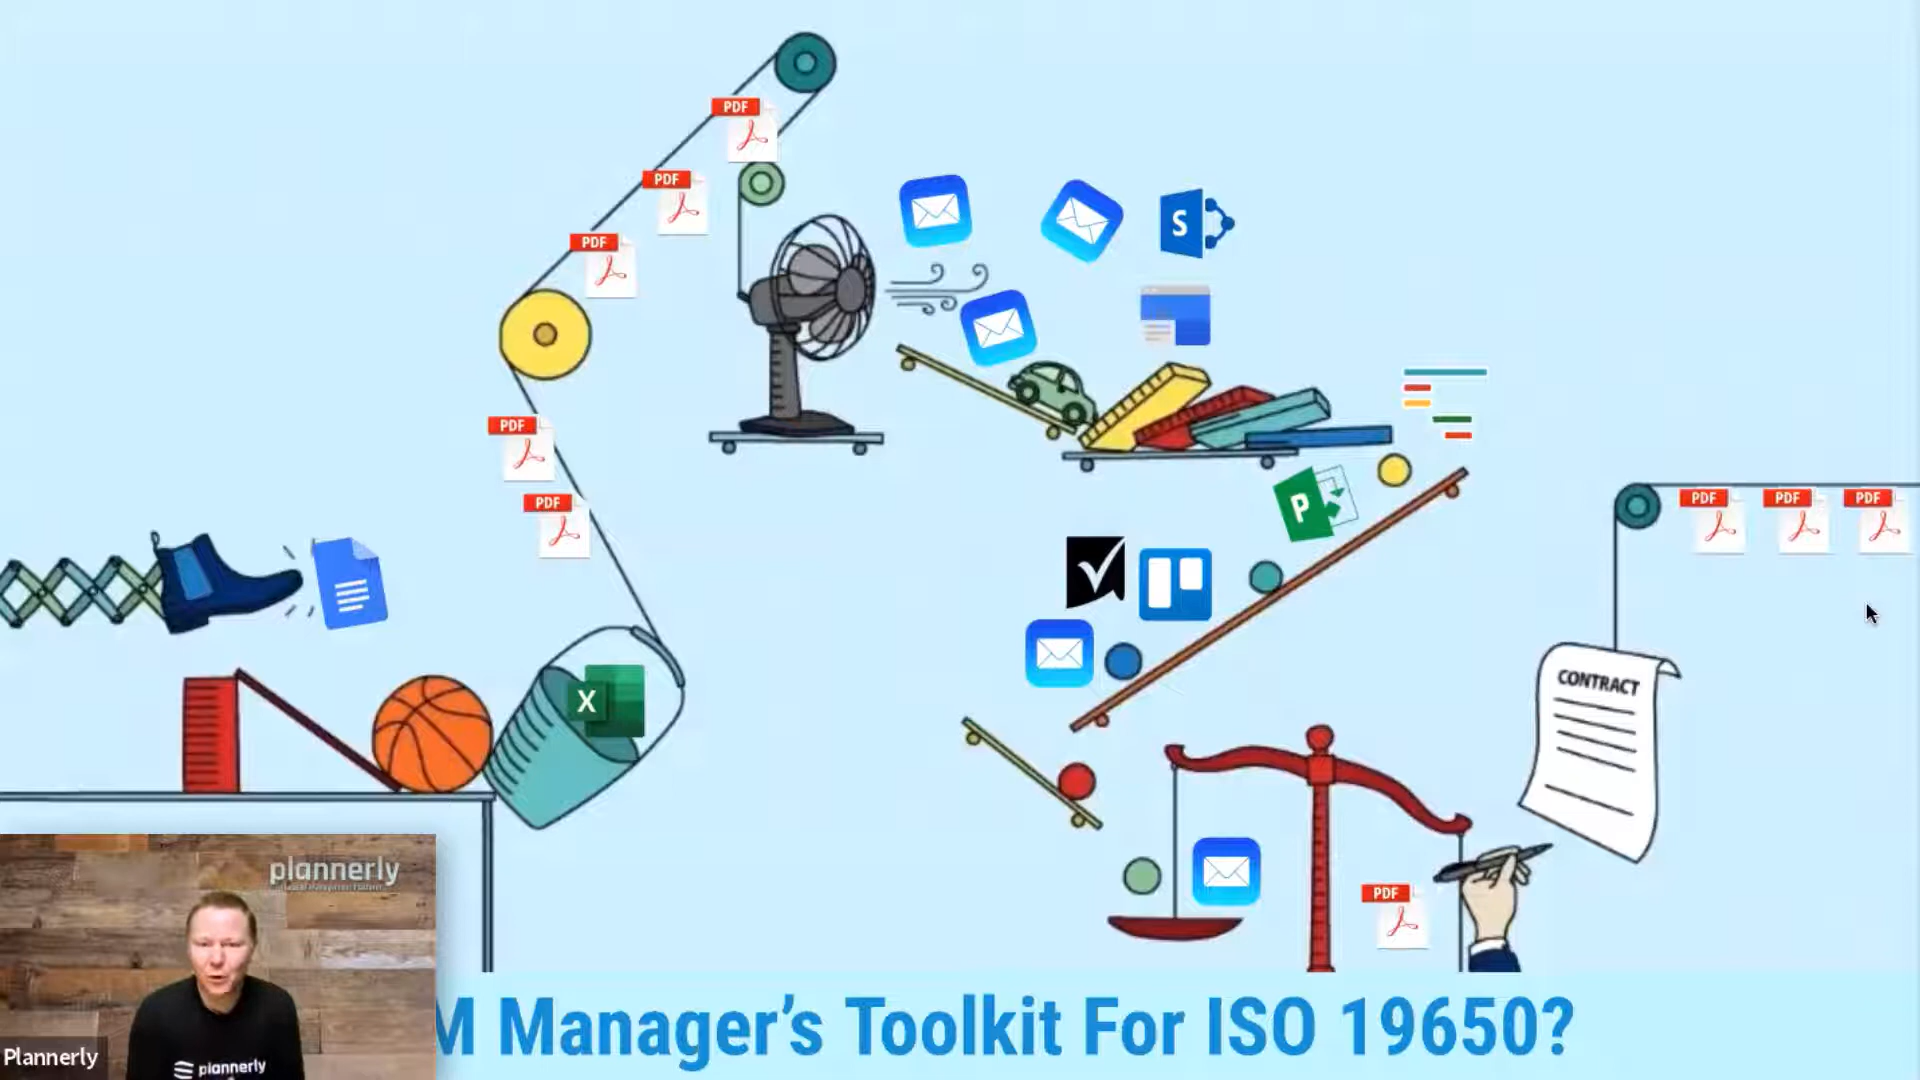 PDF
PDF
S
PDF
PDF
P
PDF
PDF
PDF
PDF
CONTRACT
X
PDF
plannerly
M Manager's Toolkit For ISO 19650?
Plannerly
plannerly